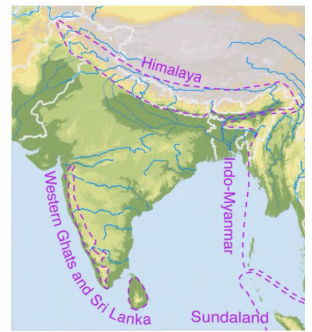 Himalaya
Indo-Myanmar
Western Ghats and Sri Lanka
Sundaland